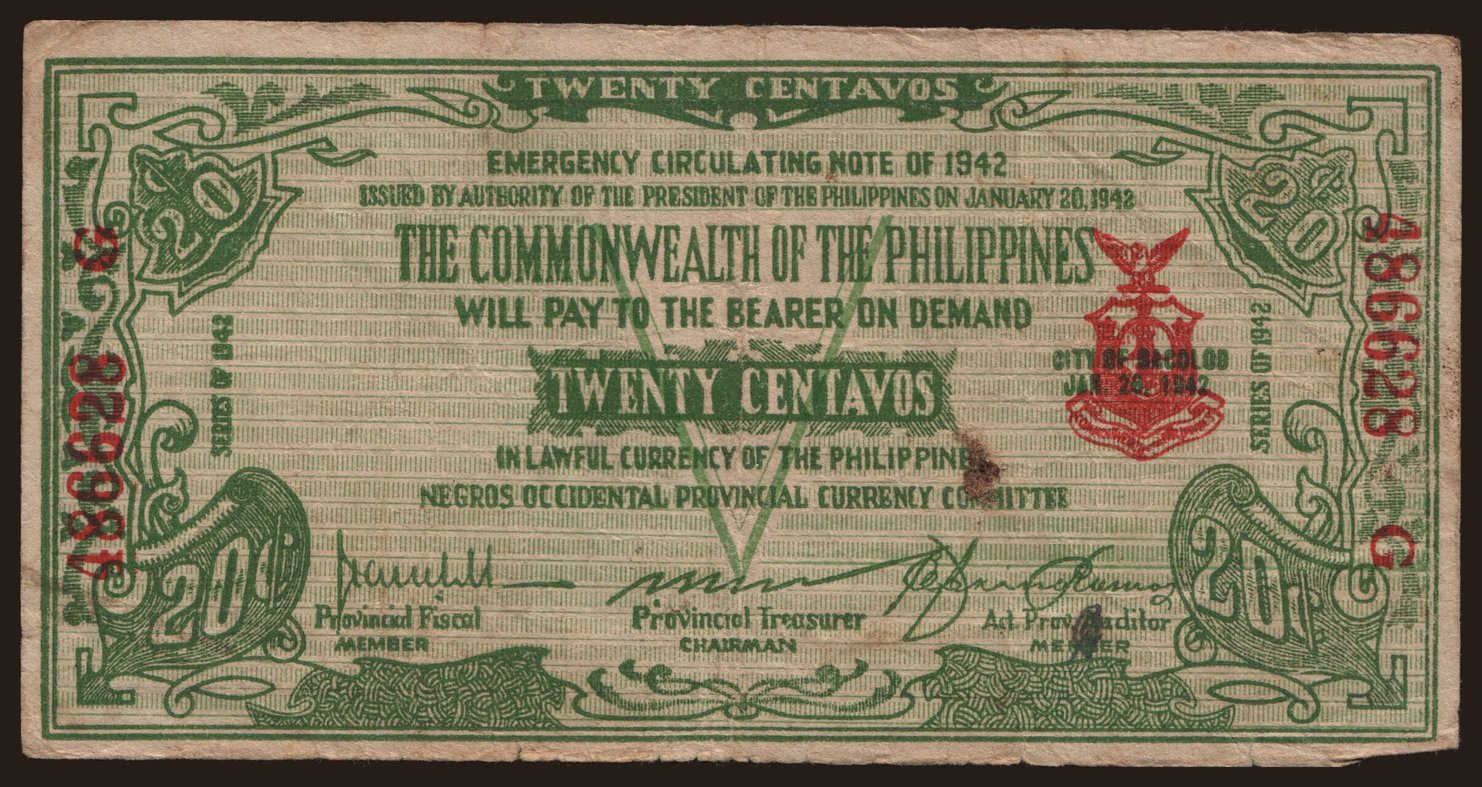 TWENTY CENTAVOS
EMERGENCY CIRCULATING NOTE OF 1942
ISSUED BY AUTHORITY OF THE PRESIDENT OF THE PHILIPPINES ON JANUARY 20, 1942
THE COMMONWEALTH OF THE PHILIPPINES
WILL PAY TO THE BEARER ON DEMAND
TWENTY CENTAVOS
IN LAWFUL CURRENCY OF THE PHILIPPINES
NEGROS OCCIDENTAL PROVINCIAL CURRENCY COMMITTEE
CITY OF BACOLOD
JAN. 26, 1942
Provincial Fiscal
MEMBER
Provincial Treasurer
CHAIRMAN
Act. Prov. Auditor
MEMBER
20¢
20¢
20¢
20¢
SERIES OF 1942
SERIES OF 1942
486628 G
486628 G